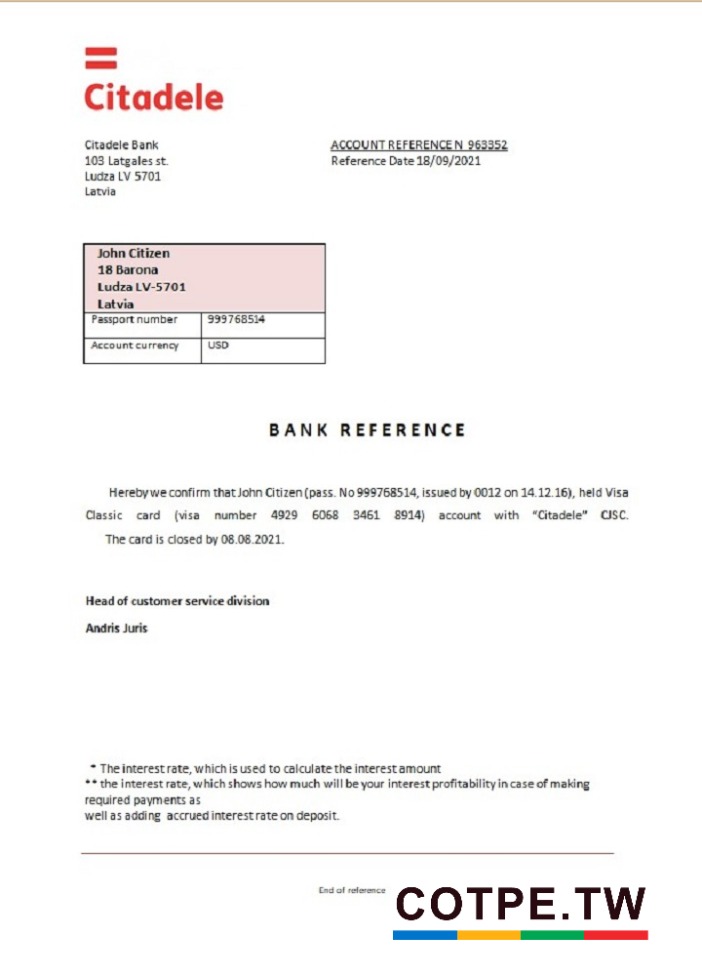 Citadele
Citadele Bank
103 Latgales st.
Ludza LV 5701
Latvia
ACCOUNT REFERENCE N 963352
Reference Date 18/09/2021
John Citizen
18 Barona
Ludza LV-5701
Latvia
Passport number 999768514
Account currency USD
BANK REFERENCE
Hereby we confirm that John Citizen (pass. No 999768514, issued by 0012 on 14.12.16), held Visa
Classic card (visa number 4929 6068 3461 8914) account with "Citadele" CJSC.
The card is closed by 08.08.2021.
Head of customer service division
Andris Juris
* The interest rate, which is used to calculate the interest amount
** the interest rate, which shows how much will be your interest profitability in case of making
required payments as
well as adding accrued interest rate on deposit.
End of reference
COTPE.TW